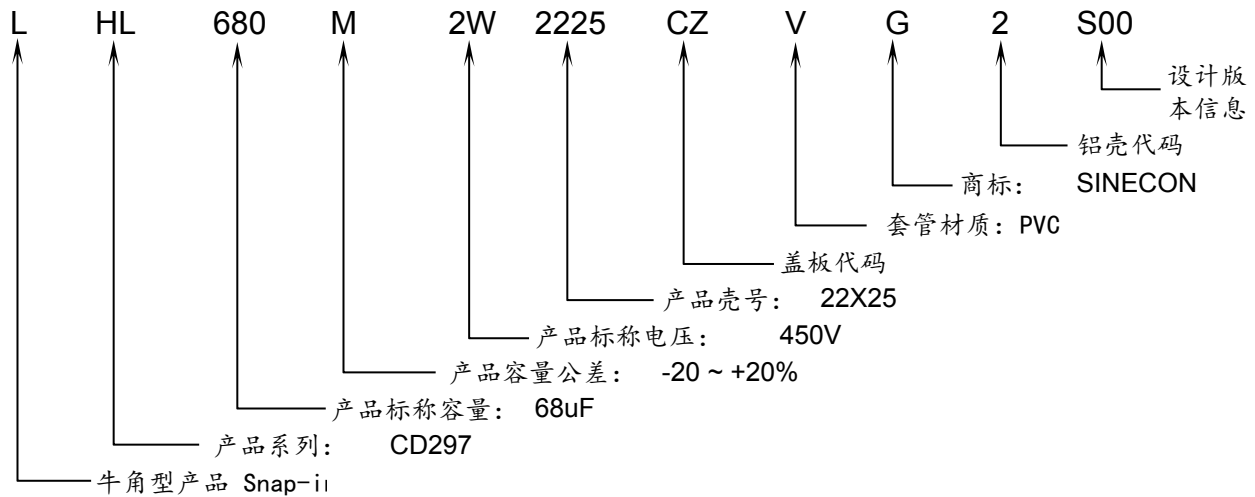 L HL 680 M 2W 2225 CZ V G 2 S00
设计版
本信息
铝壳代码
商标： SINECON
套管材质：PVC
盖板代码
产品壳号： 22X25
产品标称电压： 450V
产品容量公差： -20 ~ +20%
产品标称容量： 68uF
产品系列： CD297
牛角型产品